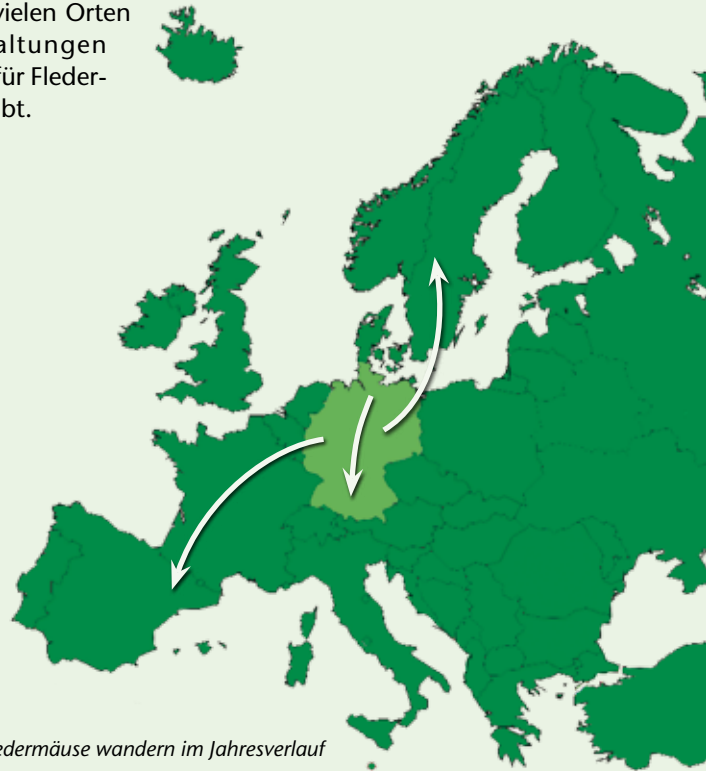 vielen Orten
altungen
für Fleder-
bt.
edermäuse wandern im Jahresverlauf